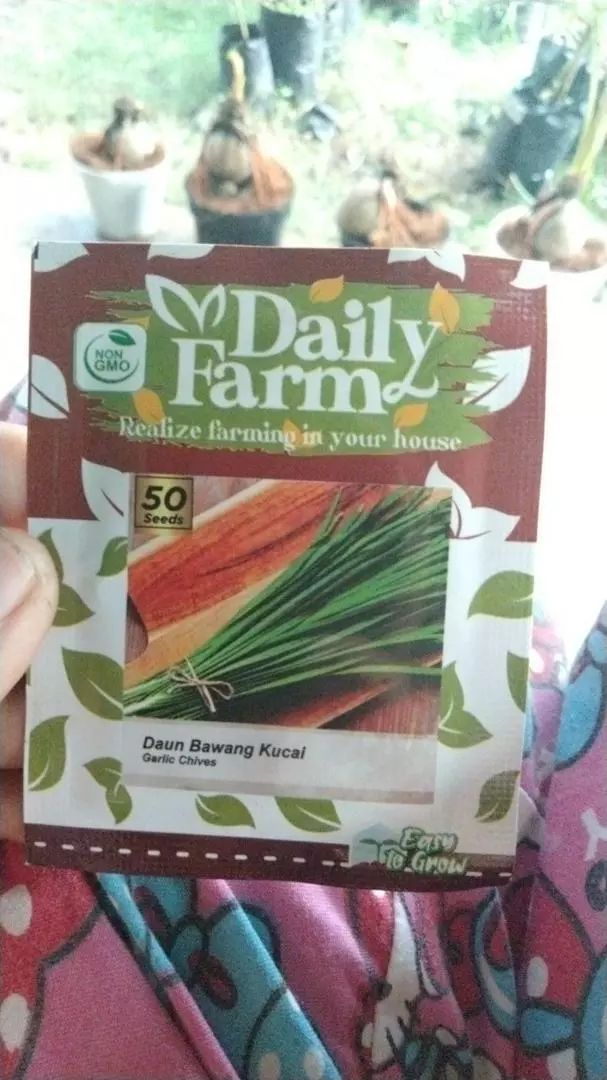 Daily
Farm
NON
GMO
Realize farming in your house
50
Seeds
Daun Bawang Kucai
Garlic Chives
Easy
To Grow